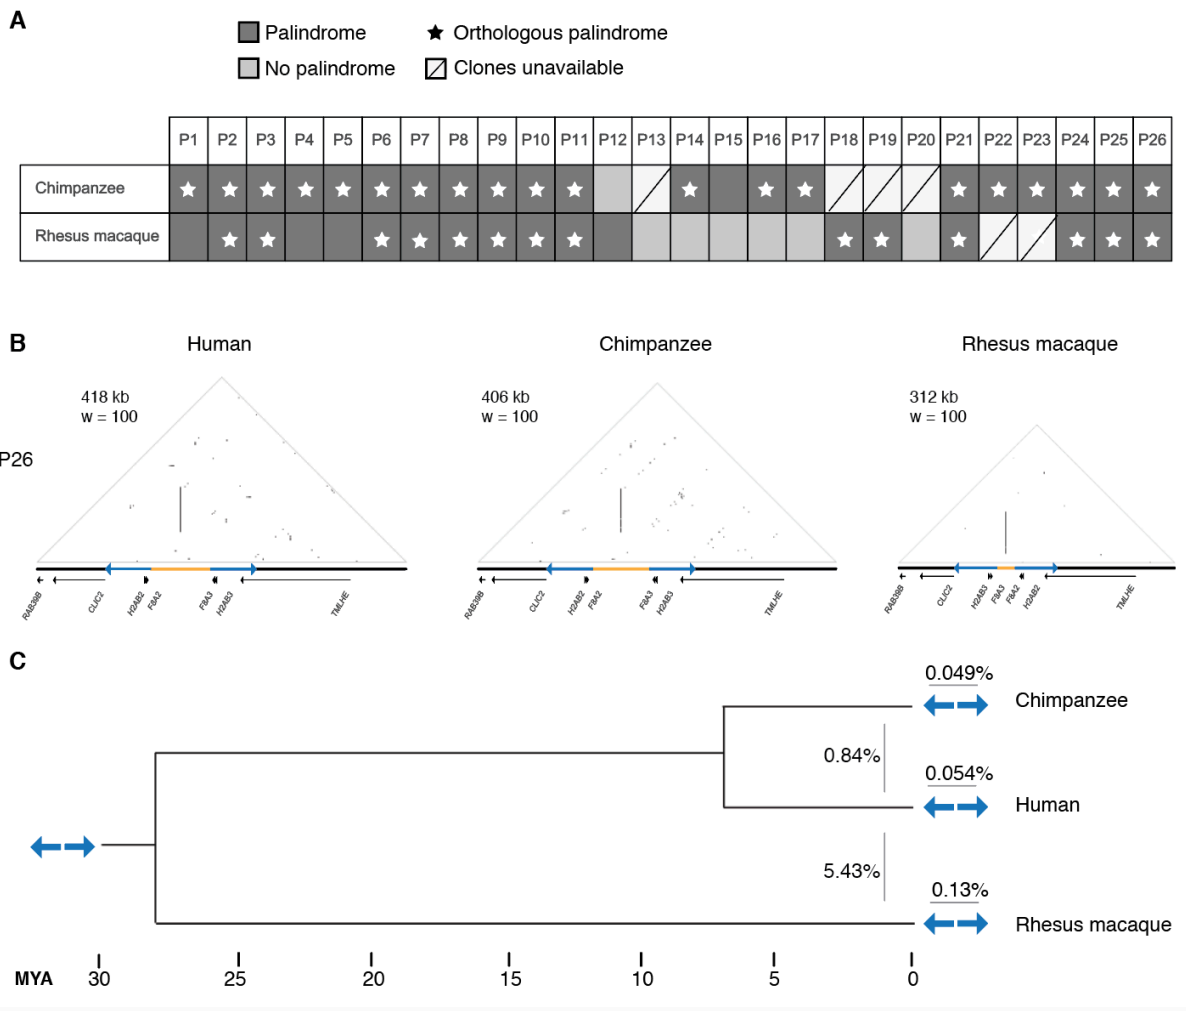 A
Palindrome
Orthologous palindrome
No palindrome
Clones unavailable
P1 P2 P3 P4 P5 P6 P7 P8 P9 P10 P11 P12 P13 P14 P15 P16 P17 P18 P19 P20 P21 P22 P23 P24 P25 P26
Chimpanzee
Rhesus macaque
B
Human
Chimpanzee
Rhesus macaque
418 kb
w = 100
406 kb
w = 100
312 kb
w = 100
P26
RAB39B CLIC2 H2AB2 F8A2 F8A3 H2AB3 TMLHE
RAB39B CLIC2 H2AB2 F8A2 F8A3 H2AB3 TMLHE
RAB39B CLIC2 H2AB3 F8A3 F8A2 H2AB2 TMLHE
C
0.049%
Chimpanzee
0.84%
0.054%
Human
5.43%
0.13%
Rhesus macaque
MYA 30 25 20 15 10 5 0